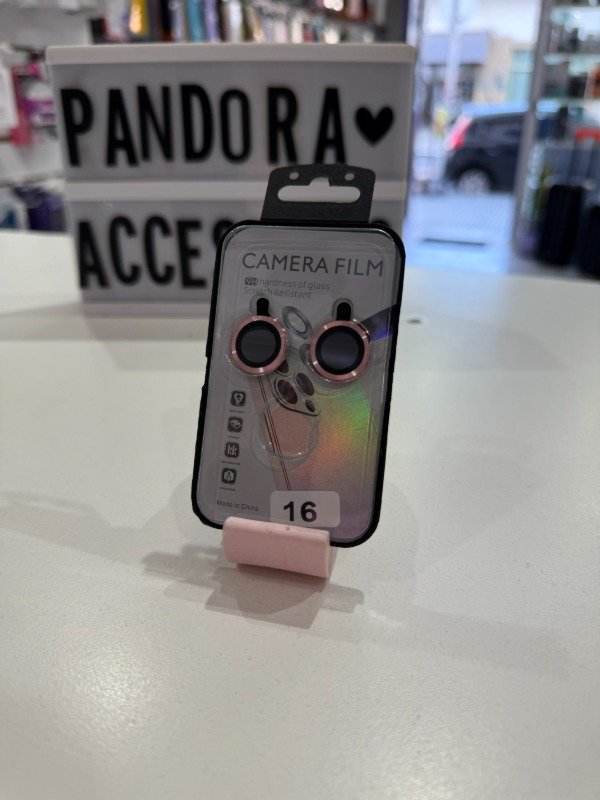 PANDORA♥
ACCES
CAMERA FILM
9H hardness of glass
Scratch Resistant
Made In China
16